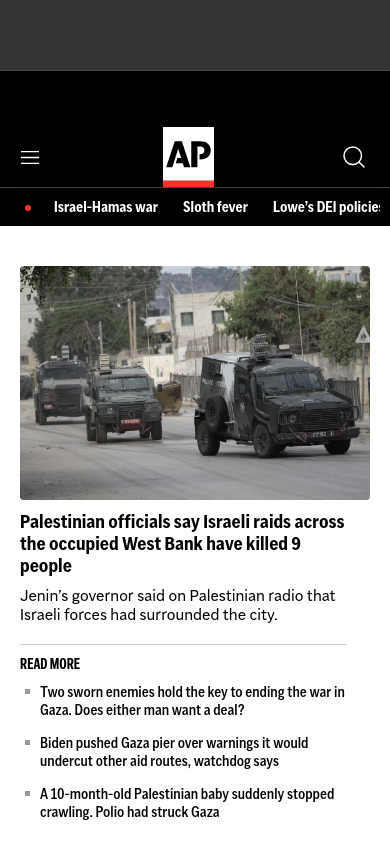 AP
Israel-Hamas war
Sloth fever
Lowe's DEI policies
Palestinian officials say Israeli raids across
the occupied West Bank have killed 9
people
Jenin's governor said on Palestinian radio that
Israeli forces had surrounded the city.
READ MORE
Two sworn enemies hold the key to ending the war in
Gaza. Does either man want a deal?
Biden pushed Gaza pier over warnings it would
undercut other aid routes, watchdog says
A 10-month-old Palestinian baby suddenly stopped
crawling. Polio had struck Gaza